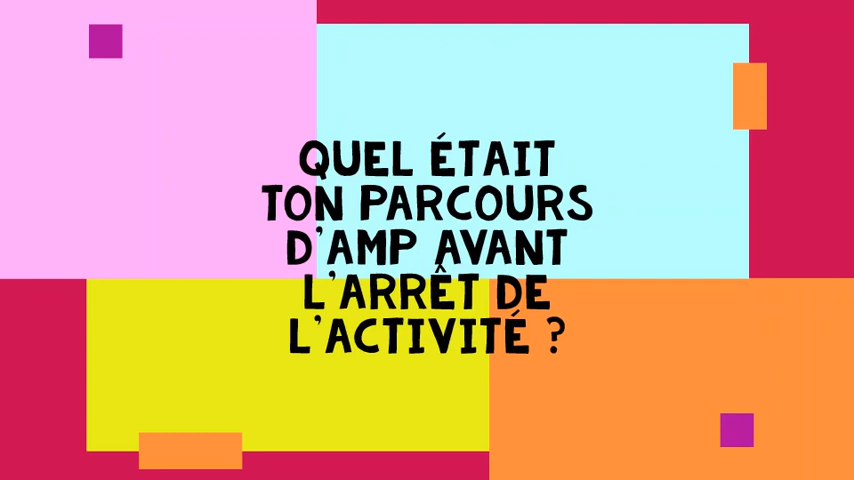 QUEL ÉTAIT
TON PARCOURS
D'AMP AVANT
L'ARRÊT DE
L'ACTIVITÉ ?